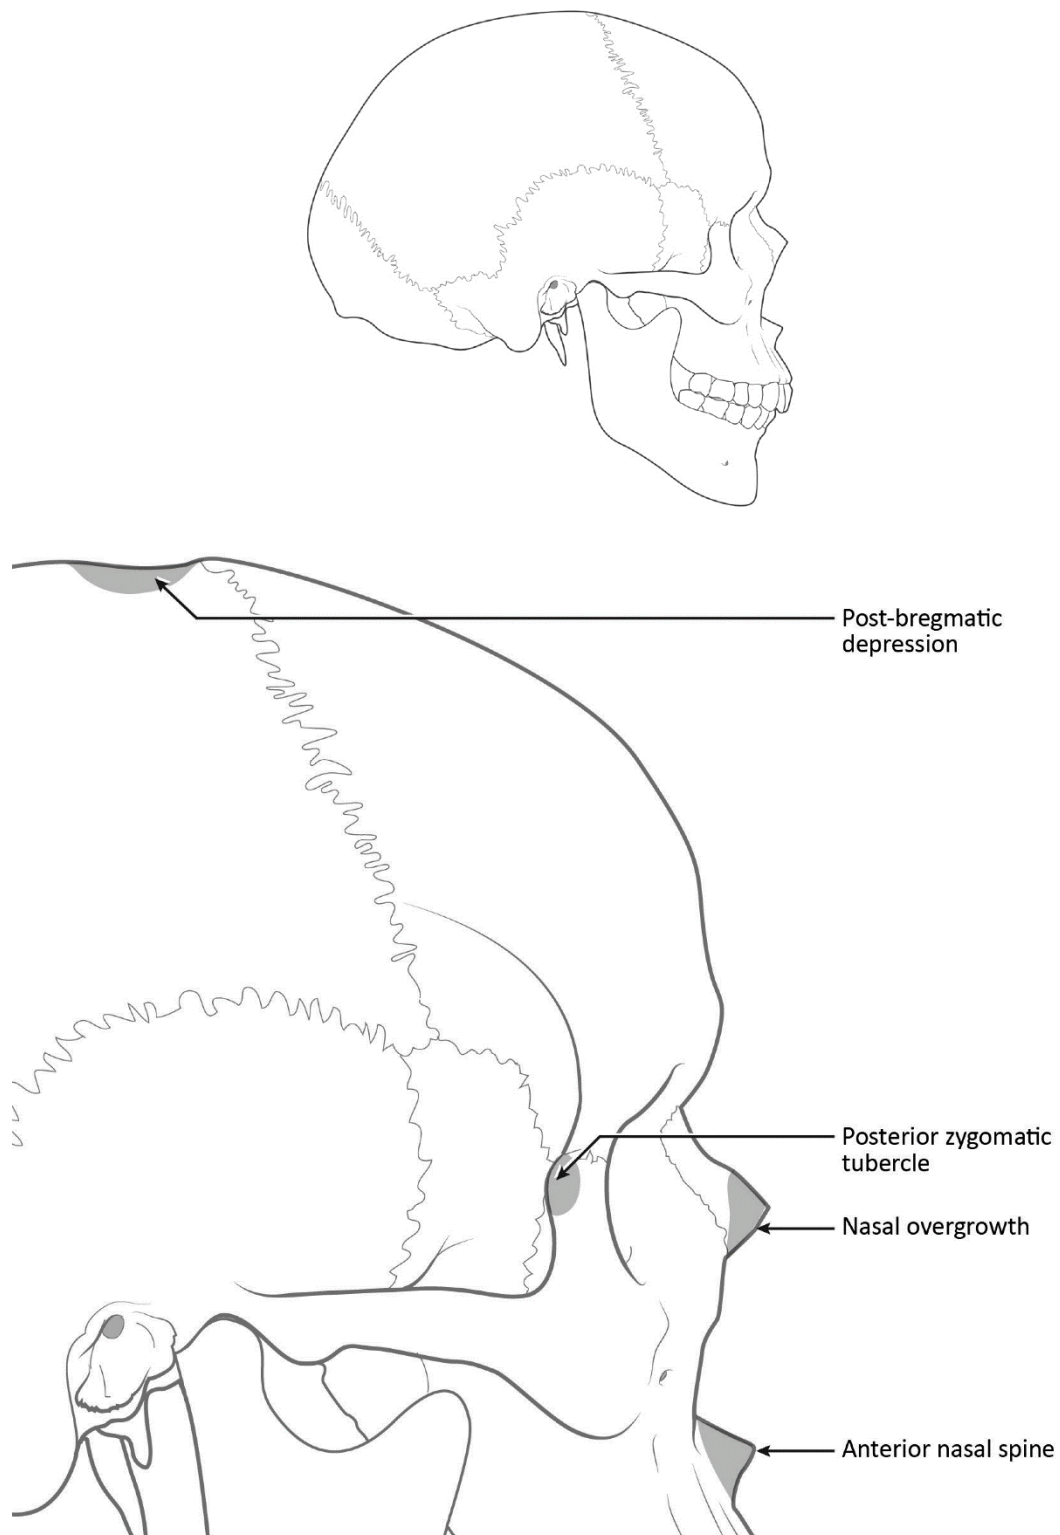 Post-bregmatic
depression
Posterior zygomatic
tubercle
Nasal overgrowth
Anterior nasal spine